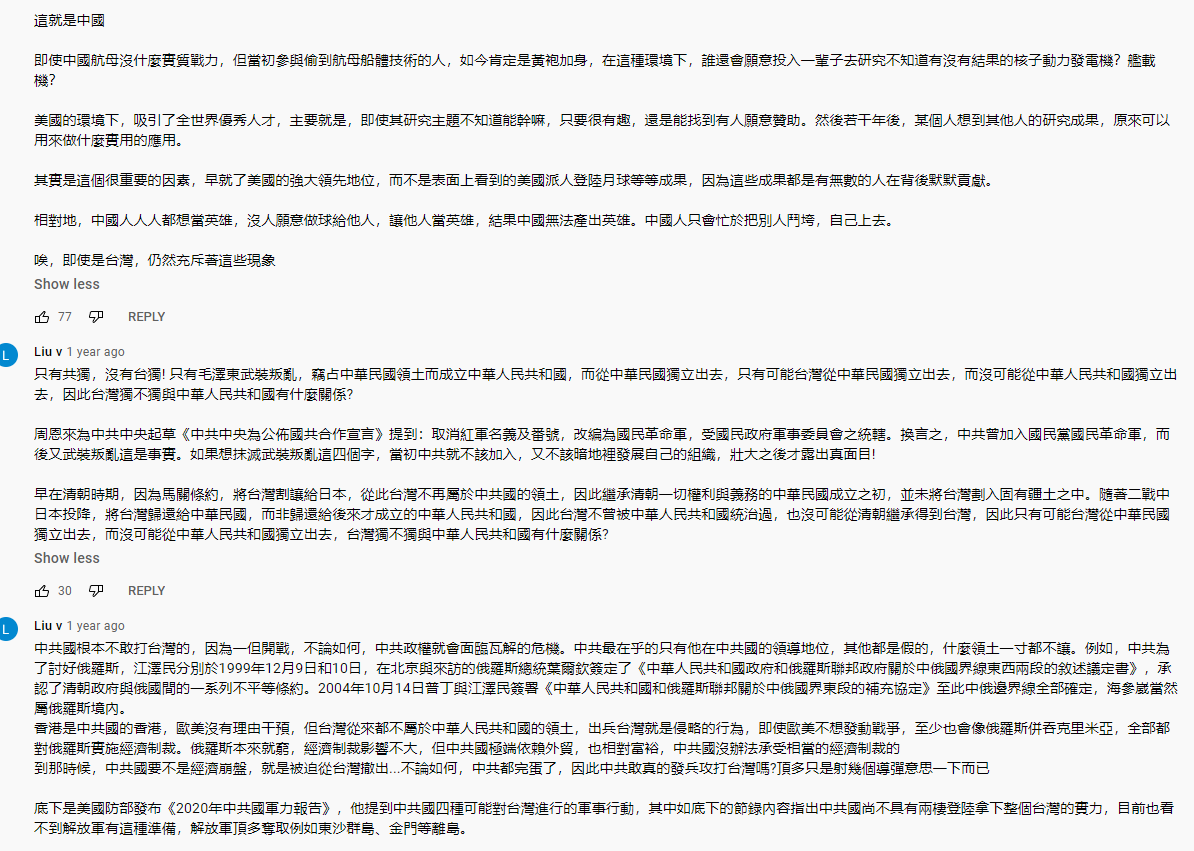 這就是中國
即使中國航母沒什麼實質戰力，但當初參與偷到航母船體技術的人，如今肯定是黃袍加身，在這種環境下，誰還會願意投入一輩子去研究不知道有沒有結果的核子動力發電機？艦載
機？
美國的環境下，吸引了全世界優秀人才，主要就是，即使其研究主題不知道能幹嘛，只要很有趣，還是能找到有人願意贊助。然後若干年後，某個人想到其他人的研究成果，原來可以
用來做什麼實用的應用。
其實是這個很重要的因素，早就了美國的強大領先地位，而不是表面上看到的美國派人登陸月球等等成果，因為這些成果都是有無數的人在背後默默貢獻。
相對地，中國人人人都想當英雄，沒人願意做球給他人，讓他人當英雄，結果中國無法產出英雄。中國人只會忙於把別人鬥垮，自己上去。
唉，即使是台灣，仍然充斥著這些現象
Show less
77 REPLY
L Liu v 1 year ago
只有共獨，沒有台獨! 只有毛澤東武裝叛亂，竊占中華民國領土而成立中華人民共和國，而從中華民國獨立出去，只有可能台灣從中華民國獨立出去，而沒可能從中華人民共和國獨立出
去，因此台灣獨不獨與中華人民共和國有什麼關係?
周恩來為中共中央起草《中共中央為公佈國共合作宣言》提到：取消紅軍名義及番號，改編為國民革命軍，受國民政府軍事委員會之統轄。換言之，中共曾加入國民黨國民革命軍，而
後又武裝叛亂這是事實。如果想抹滅武裝叛亂這四個字，當初中共就不該加入，又不該暗地裡發展自己的組織，壯大之後才露出真面目!
早在清朝時期，因為馬關條約，將台灣割讓給日本，從此台灣不再屬於中共國的領土，因此繼承清朝一切權利與義務的中華民國成立之初，並未將台灣劃入固有疆土之中。隨著二戰中
日本投降，將台灣歸還給中華民國，而非歸還給後來才成立的中華人民共和國，因此台灣不曾被中華人民共和國統治過，也沒可能從清朝繼承得到台灣，因此只有可能台灣從中華民國
獨立出去，而沒可能從中華人民共和國獨立出去，台灣獨不獨與中華人民共和國有什麼關係?
Show less
30 REPLY
L Liu v 1 year ago
中共國根本不敢打台灣的，因為一但開戰，不論如何，中共政權就會面臨瓦解的危機。中共最在乎的只有他在中共國的領導地位，其他都是假的，什麼領土一寸都不讓。例如，中共為
了討好俄羅斯，江澤民分別於1999年12月9日和10日，在北京與來訪的俄羅斯總統葉爾欽簽定了《中華人民共和國政府和俄羅斯聯邦政府關於中俄國界線東西兩段的敘述議定書》，承
認了清朝政府與俄國間的一系列不平等條約。2004年10月14日普丁與江澤民簽署《中華人民共和國和俄羅斯聯邦關於中俄國界東段的補充協定》至此中俄邊界線全部確定，海參崴當然
屬俄羅斯境內。
香港是中共國的香港，歐美沒有理由干預，但台灣從來都不屬於中華人民共和國的領土，出兵台灣就是侵略的行為，即使歐美不想發動戰爭，至少也會像俄羅斯併吞克里米亞，全部都
對俄羅斯實施經濟制裁。俄羅斯本來就窮，經濟制裁影響不大，但中共國極端依賴外貿，也相對富裕，中共國沒辦法承受相當的經濟制裁的
到那時候，中共國要不是經濟崩盤，就是被迫從台灣撤出...不論如何，中共都完蛋了，因此中共敢真的發兵攻打台灣嗎?頂多只是射幾個導彈意思一下而已
底下是美國防部發布《2020年中共國軍力報告》，他提到中共國四種可能對台灣進行的軍事行動，其中如底下的節錄內容指出中共國尚不具有兩棲登陸拿下整個台灣的實力，目前也看
不到解放軍有這種準備，解放軍頂多奪取例如東沙群島、金門等離島。